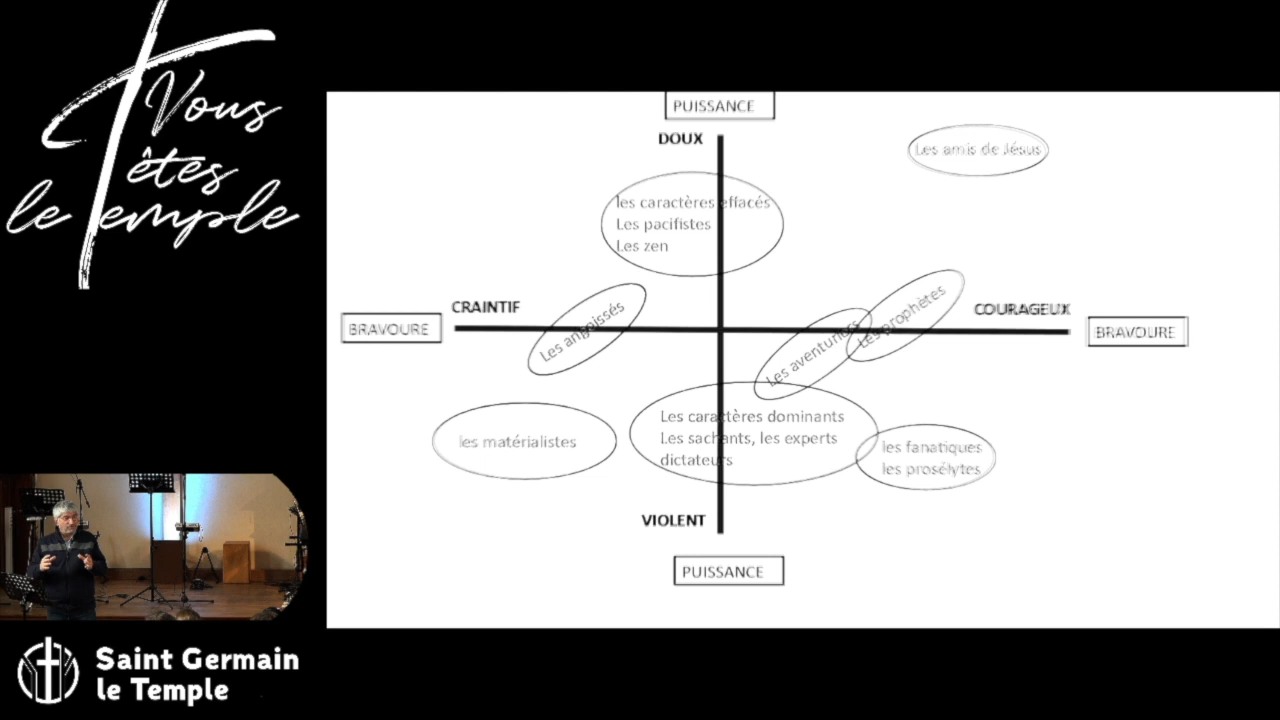 Vous
êtes
le Temple
PUISSANCE
DOUX
Les amis de Jésus
les caractères effacés
Les pacifistes
Les zen
CRAINTIF
COURAGEUX
BRAVOURE
BRAVOURE
Les angoissés
Les aventuriers
Les prophètes
Les caractères dominants
Les sachants, les experts
dictateurs
les matérialistes
les fanatiques
les prosélytes
VIOLENT
PUISSANCE
Saint Germain
le Temple